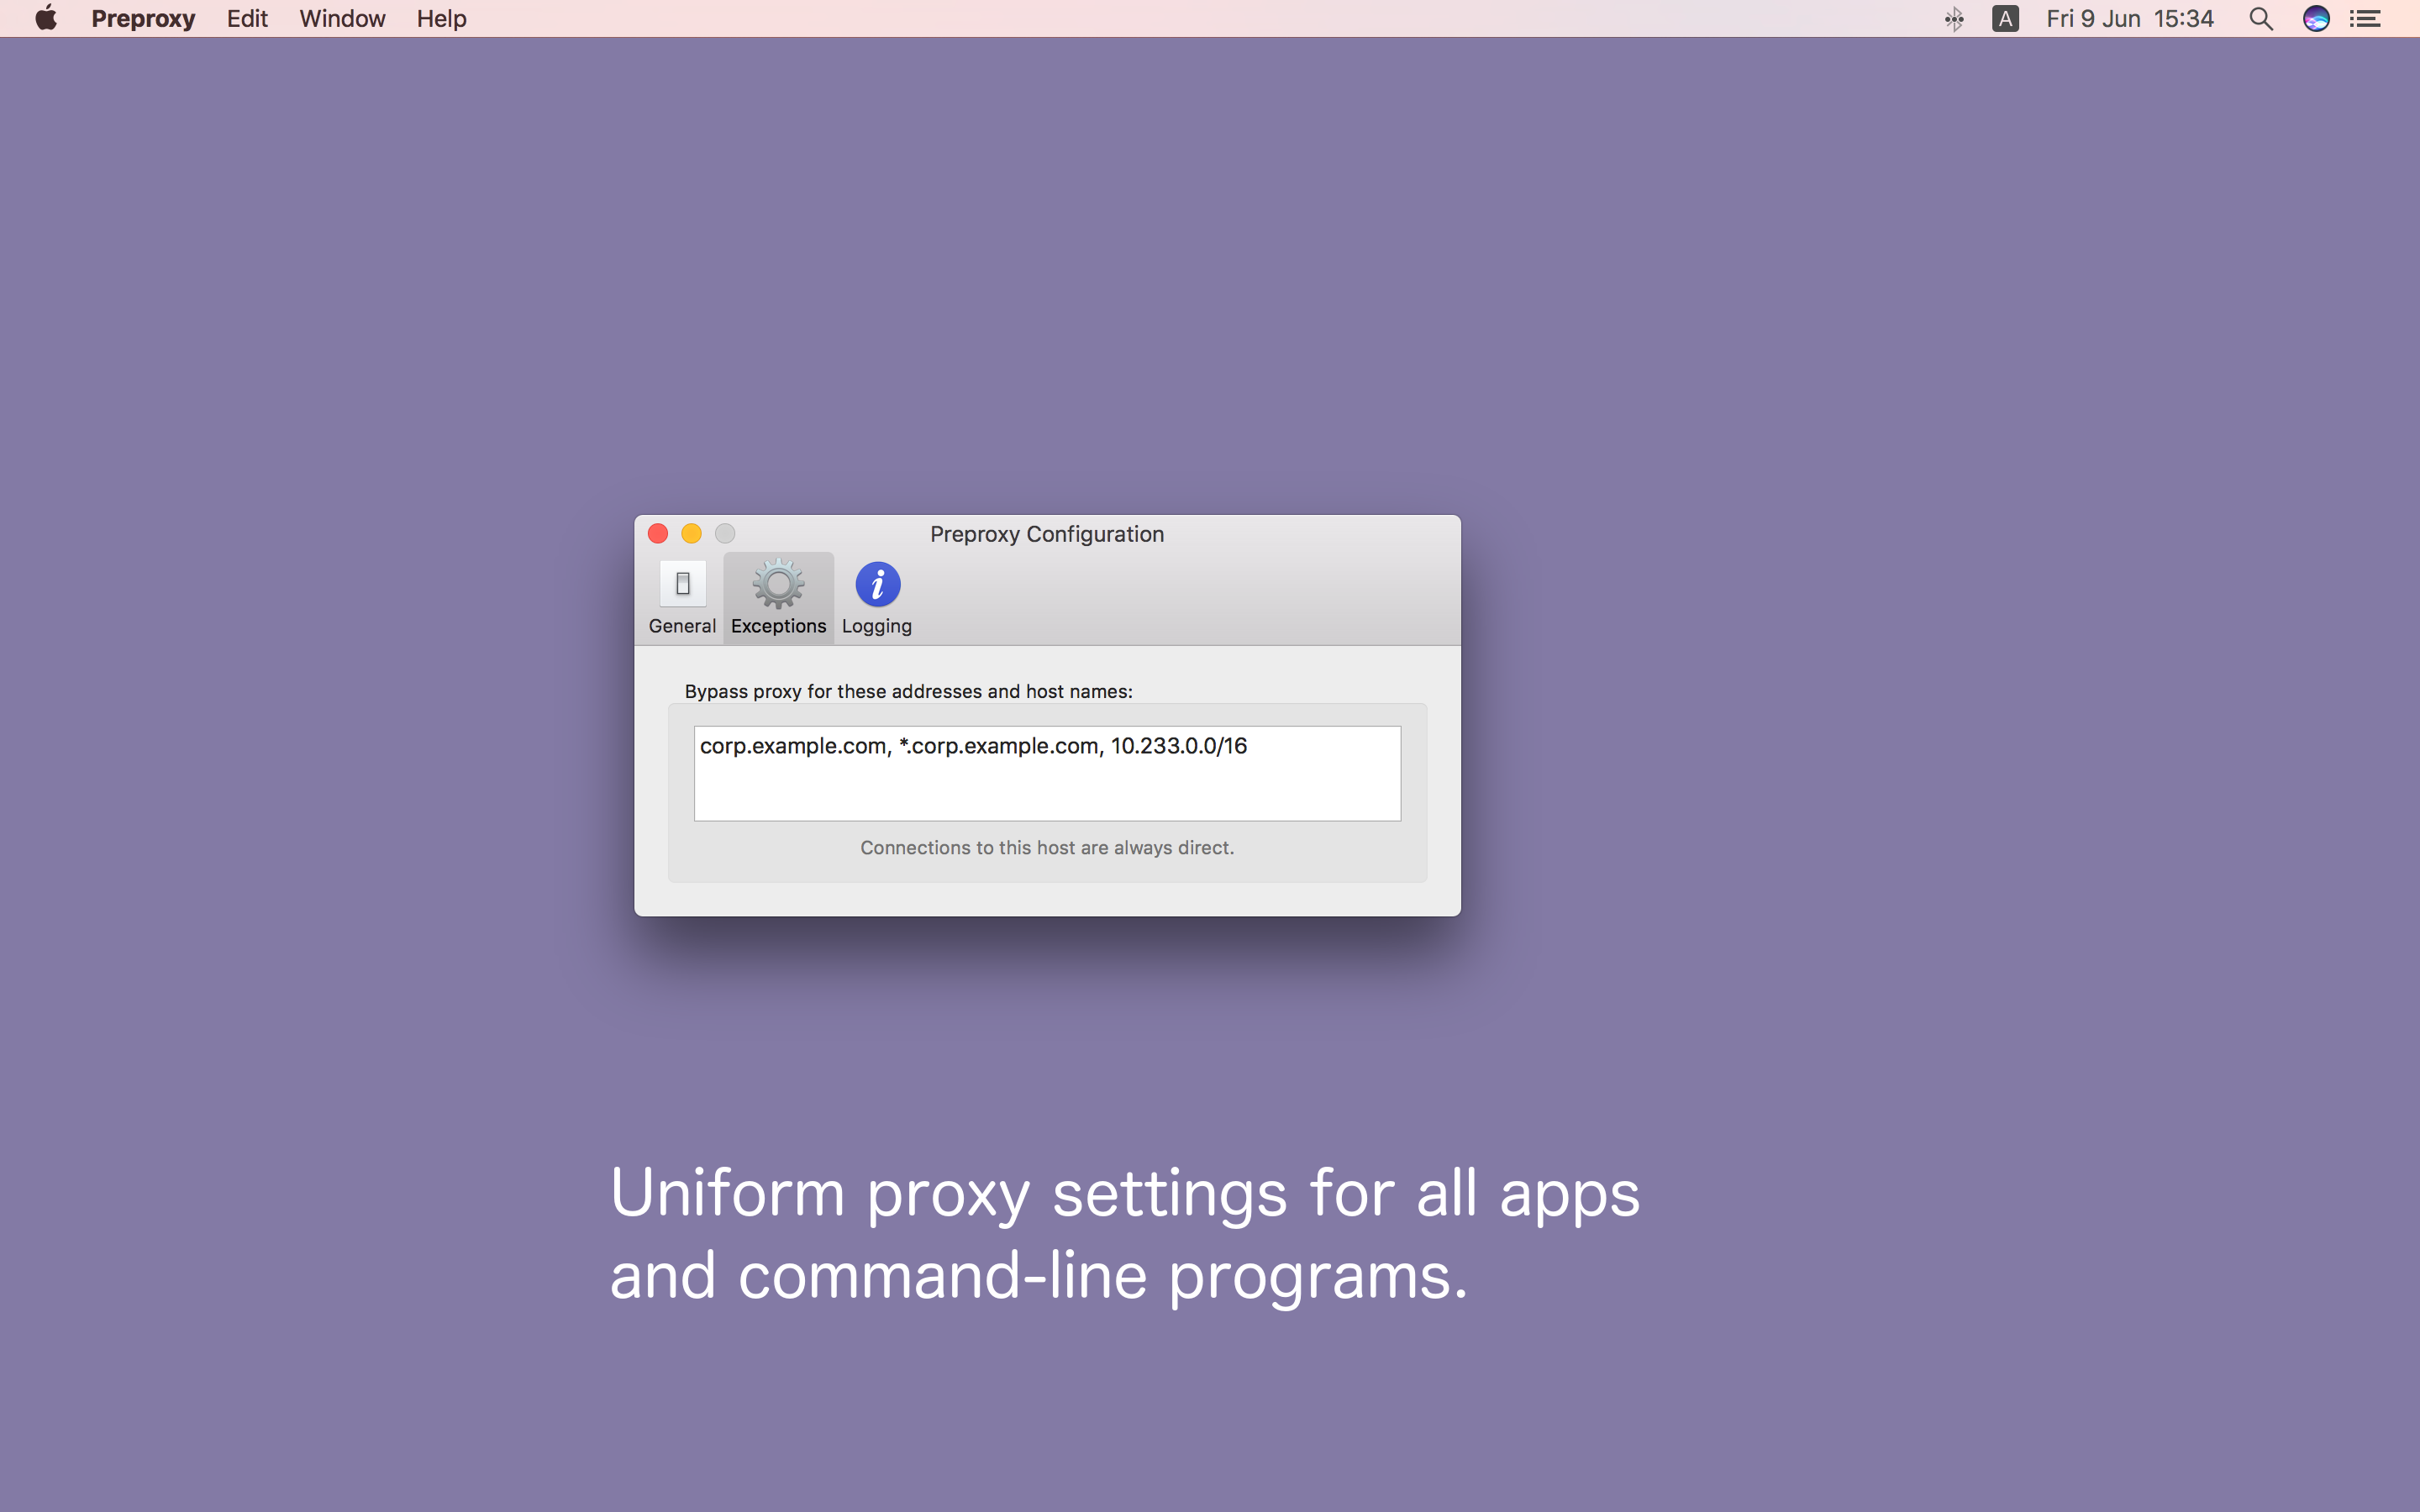 Preproxy Edit Window Help A Fri 9 Jun 15:34
Preproxy Configuration
General Exceptions Logging
Bypass proxy for these addresses and host names:
corp.example.com, *.corp.example.com, 10.233.0.0/16
Connections to this host are always direct.
Uniform proxy settings for all apps
and command-line programs.